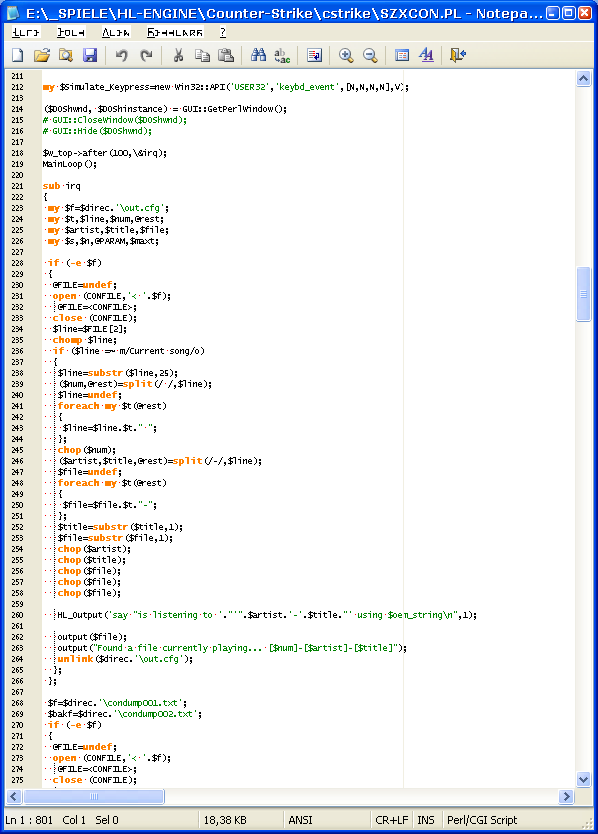 E:\_SPIELE\HL-ENGINE\Counter-Strike\cstrike\SZXCON.PL - Notepa...
?
211
212 my $Simulate_Keypress=new Win32::API('USER32','keybd_event',[N,N,N,N],V);
213
214 ($DOShwnd, $DOShinstance) = GUI::GetPerlWindow();
215 # GUI::CloseWindow($DOShwnd);
216 # GUI::Hide($DOShwnd);
217
218 $w_top->after(100,\&irq);
219 MainLoop();
220
221 sub irq
222 {
223 my $f=$direc.'\out.cfg';
224 my $t,$line,$num,@rest;
225 my $artist,$title,$file;
226 my $s,$n,@PARAM,$maxt;
227
228 if (-e $f)
229 {
230 @FILE=undef;
231 open (CONFILE,'< '.$f);
232 @FILE=<CONFILE>;
233 close (CONFILE);
234 $line=$FILE[2];
235 chomp $line;
236 if ($line =~ m/Current song/o)
237 {
238 $line=substr($line,25);
239 ($num,@rest)=split(/ /,$line);
240 $line=undef;
241 foreach my $t(@rest)
242 {
243 $line=$line.$t." ";
244 };
245 chop($num);
246 ($artist,$title,@rest)=split(/-/,$line);
247 $file=undef;
248 foreach my $t(@rest)
249 {
250 $file=$file.$t."-";
251 };
252 $title=substr($title,1);
253 $file=substr($file,1);
254 chop($artist);
255 chop($title);
256 chop($file);
257 chop($file);
258 chop($file);
259
260 HL_Output('say "is listening to '."'".$artist.'-'.$title."' using $oem_string\n",1);
261
262 output($file);
263 output("Found a file currently playing... [$num]-[$artist]-[$title]");
264 unlink($direc.'\out.cfg');
265 };
266 };
267
268 $f=$direc.'\condump001.txt';
269 $bakf=$direc.'\condump002.txt';
270 if (-e $f)
271 {
272 @FILE=undef;
273 open (CONFILE,'< '.$f);
274 @FILE=<CONFILE>;
275 close (CONFILE);
Ln 1 : 801 Col 1 Sel 0 18,38 KB ANSI CR+LF INS Perl/CGI Script